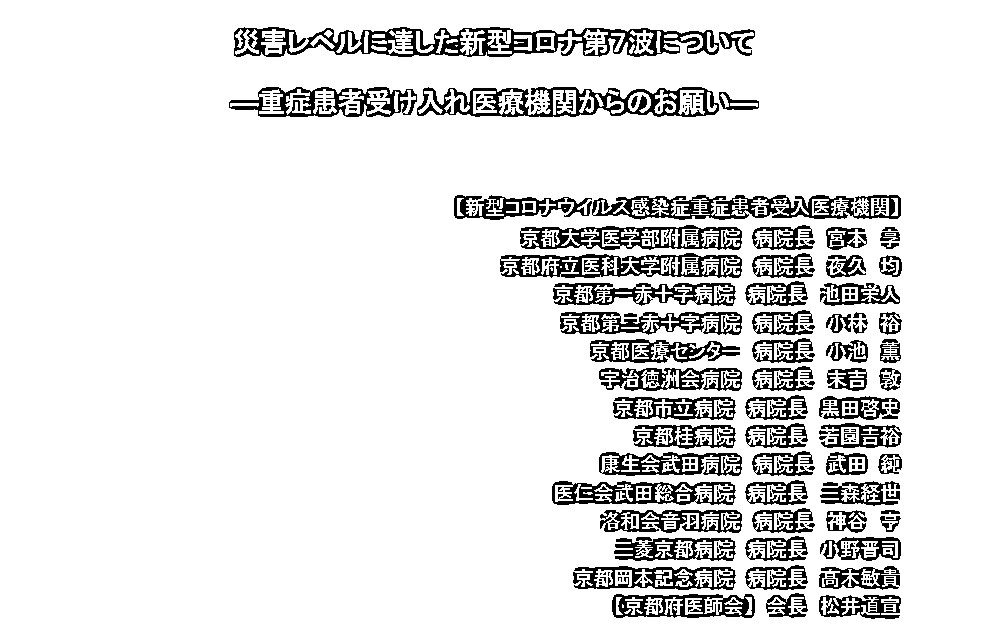 災害レベルに達した新型コロナ第7波について
―重症患者受け入れ医療機関からのお願い―
【新型コロナウイルス感染症重症患者受入医療機関】
京都大学医学部附属病院 病院長 宮本 享
京都府立医科大学附属病院 病院長 夜久 均
京都第一赤十字病院 病院長 池田栄人
京都第二赤十字病院 病院長 小林 裕
京都医療センター 病院長 小池 薫
宇治徳洲会病院 病院長 末吉 敦
京都市立病院 病院長 黒田啓史
京都桂病院 病院長 若園吉裕
康生会武田病院 病院長 武田 純
医仁会武田総合病院 病院長 三森経世
洛和会音羽病院 病院長 神谷 亨
三菱京都病院 病院長 小野晋司
京都岡本記念病院 病院長 髙木敏貴
【京都府医師会】 会長 松井道宣